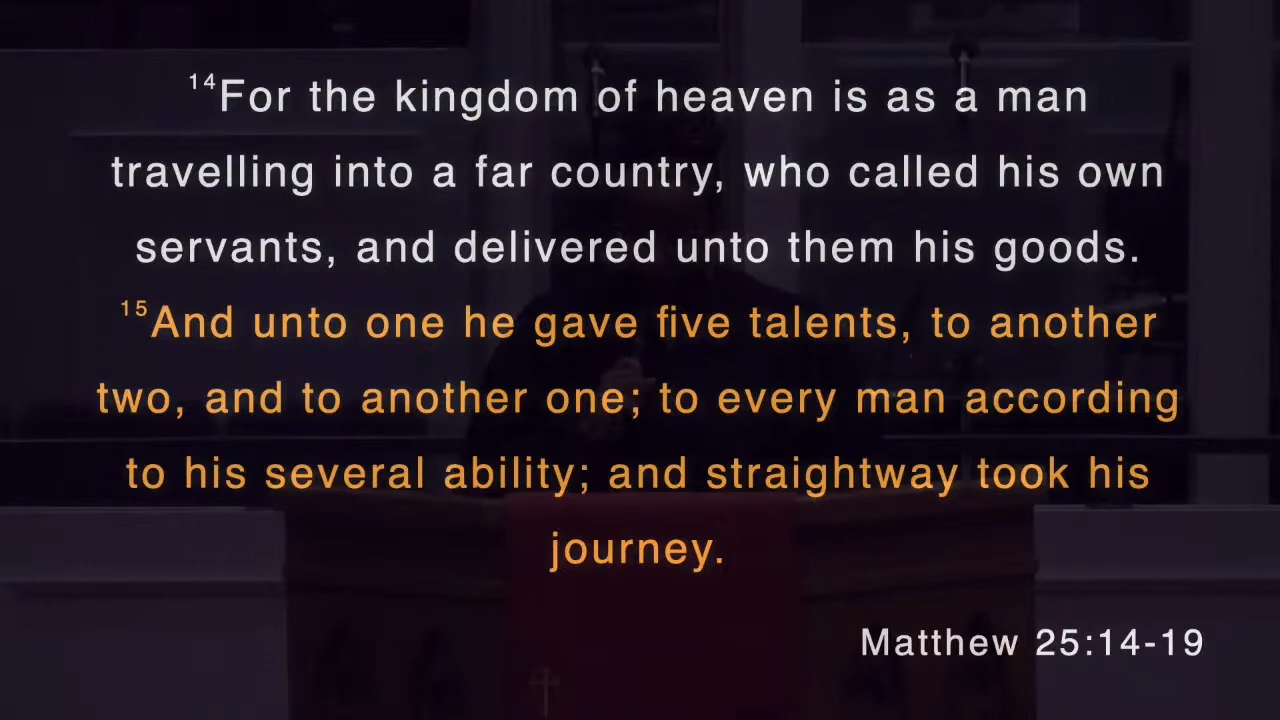 14For the kingdom of heaven is as a man
travelling into a far country, who called his own
servants, and delivered unto them his goods.
15And unto one he gave five talents, to another
two, and to another one; to every man according
to his several ability; and straightway took his
journey.
Matthew 25:14-19